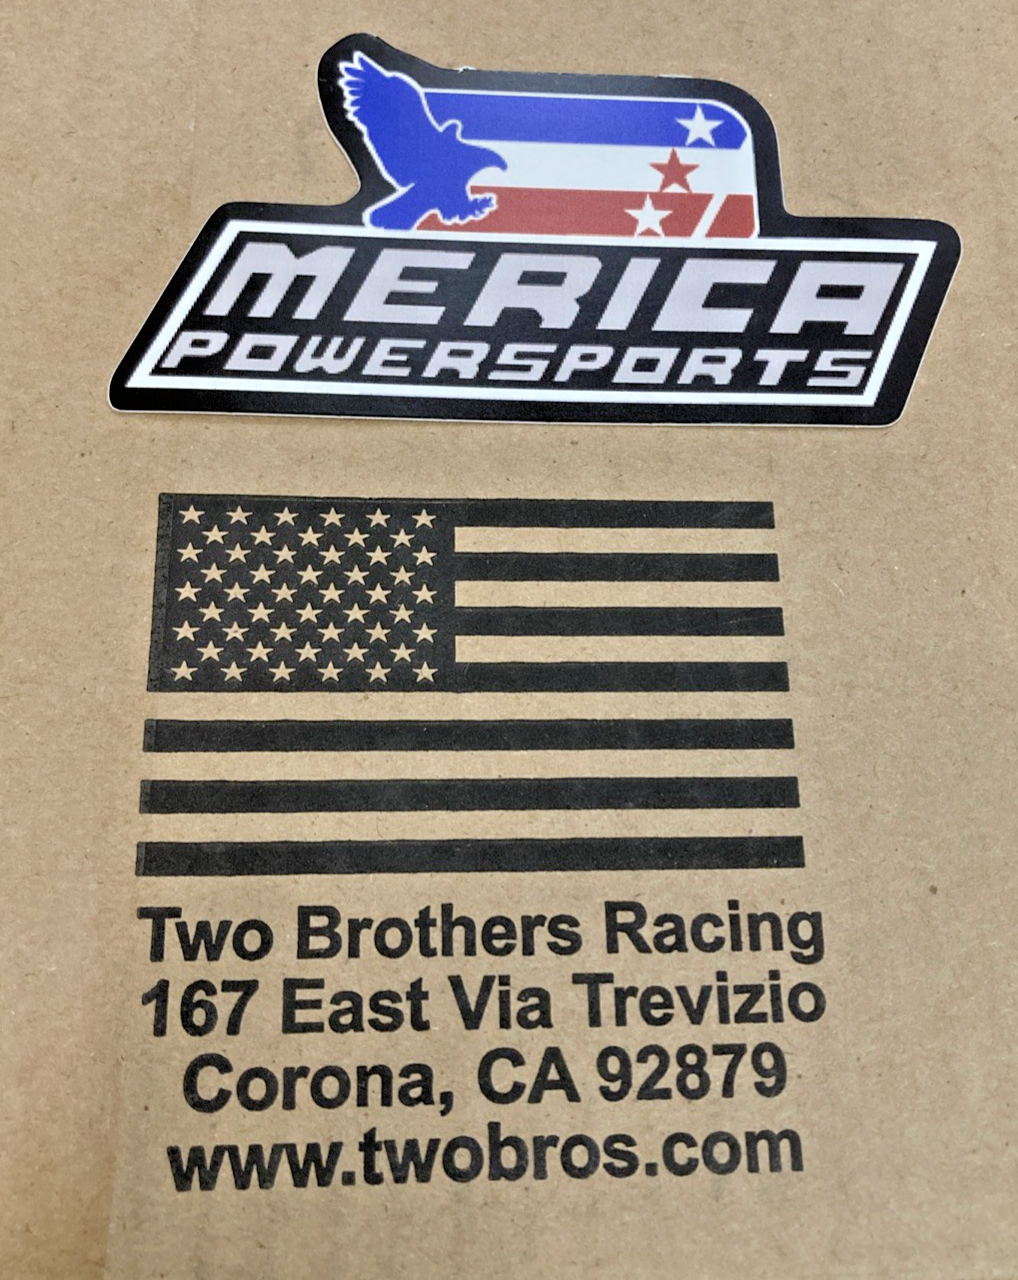 MERICA
POWERSPORTS
Two Brothers Racing
167 East Via Trevizio
Corona, CA 92879
www.twobros.com